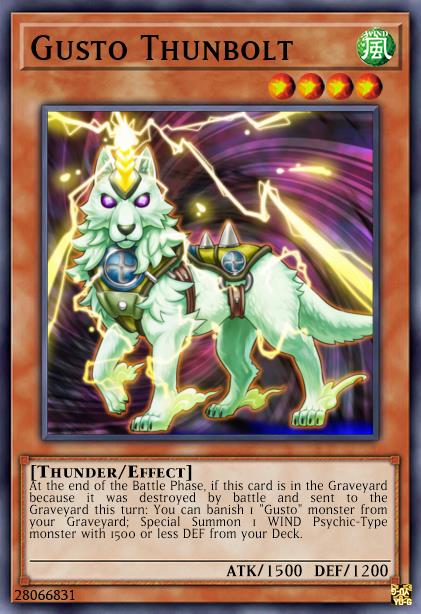 Gusto Thunbolt
WIND
風
[Thunder/Effect]
At the end of the Battle Phase, if this card is in the Graveyard
because it was destroyed by battle and sent to the
Graveyard this turn: You can banish 1 "Gusto" monster from
your Graveyard; Special Summon 1 WIND Psychic-Type
monster with 1500 or less DEF from your Deck.
ATK/1500 DEF/1200
28066831